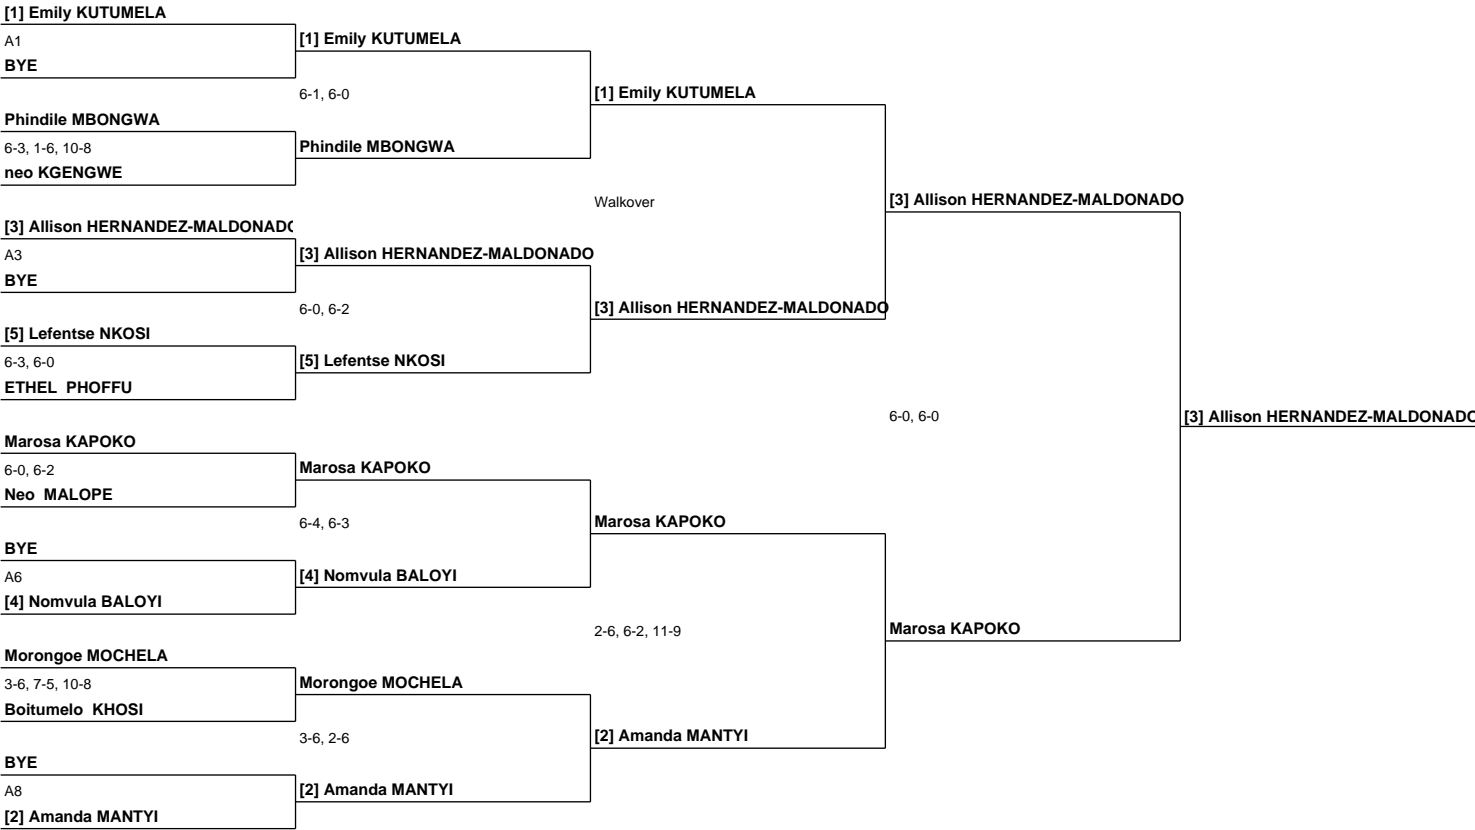 [1] Emily KUTUMELA
A1
BYE
Phindile MBONGWA
6-3, 1-6, 10-8
neo KGENGWE
[3] Allison HERNANDEZ-MALDONADO
A3
BYE
[5] Lefentse NKOSI
6-3, 6-0
ETHEL  PHOFFU
Marosa KAPOKO
6-0, 6-2
Neo  MALOPE
BYE
A6
[4] Nomvula BALOYI
Morongoe MOCHELA
3-6, 7-5, 10-8
Boitumelo  KHOSI
BYE
A8
[2] Amanda MANTYI
[1] Emily KUTUMELA
6-1, 6-0
Phindile MBONGWA
[3] Allison HERNANDEZ-MALDONADO
6-0, 6-2
[5] Lefentse NKOSI
Marosa KAPOKO
6-4, 6-3
[4] Nomvula BALOYI
Morongoe MOCHELA
3-6, 2-6
[2] Amanda MANTYI
[1] Emily KUTUMELA
Walkover
[3] Allison HERNANDEZ-MALDONADO
Marosa KAPOKO
2-6, 6-2, 11-9
[2] Amanda MANTYI
[3] Allison HERNANDEZ-MALDONADO
6-0, 6-0
Marosa KAPOKO
[3] Allison HERNANDEZ-MALDONADO